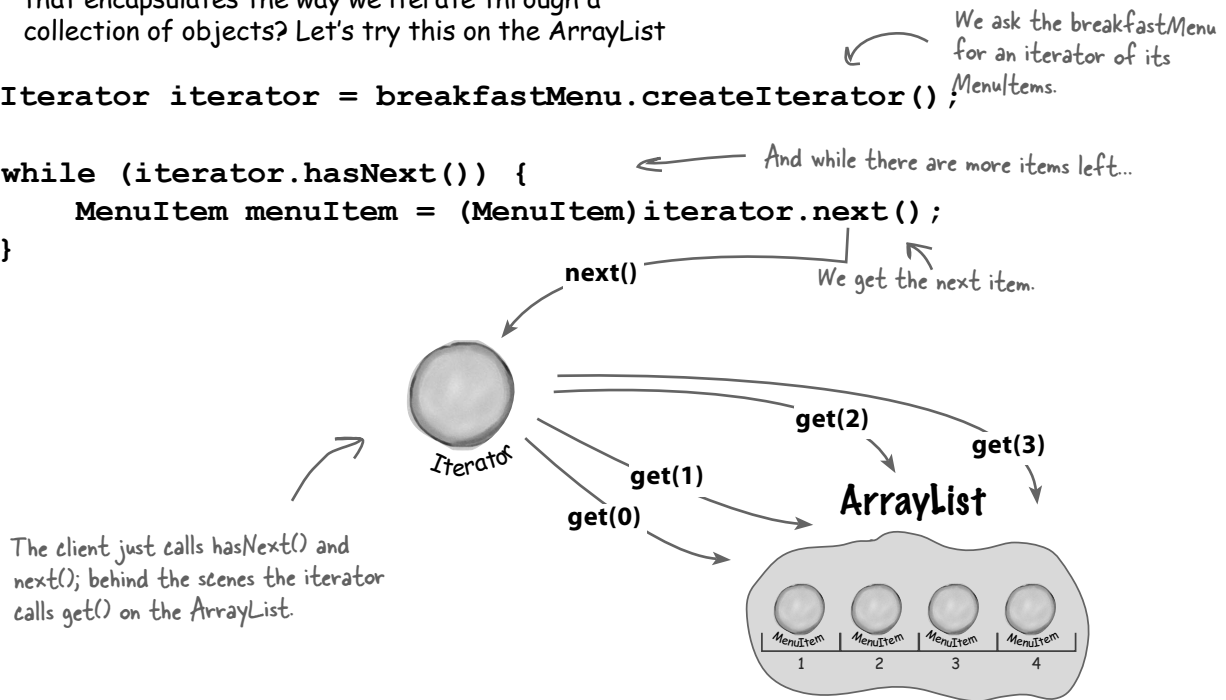 that encapsulates the way we iterate through a
collection of objects? Let's try this on the ArrayList
We ask the breakfastMenu
for an iterator of its
MenuItems.
Iterator iterator = breakfastMenu.createIterator();
while (iterator.hasNext()) {
And while there are more items left...
MenuItem menuItem = (MenuItem)iterator.next();
}
We get the next item.
next()
Iterator
get(2)
get(3)
get(1)
get(0)
ArrayList
The client just calls hasNext() and
next(); behind the scenes the iterator
calls get() on the ArrayList.
MenuItem MenuItem MenuItem MenuItem
1 2 3 4